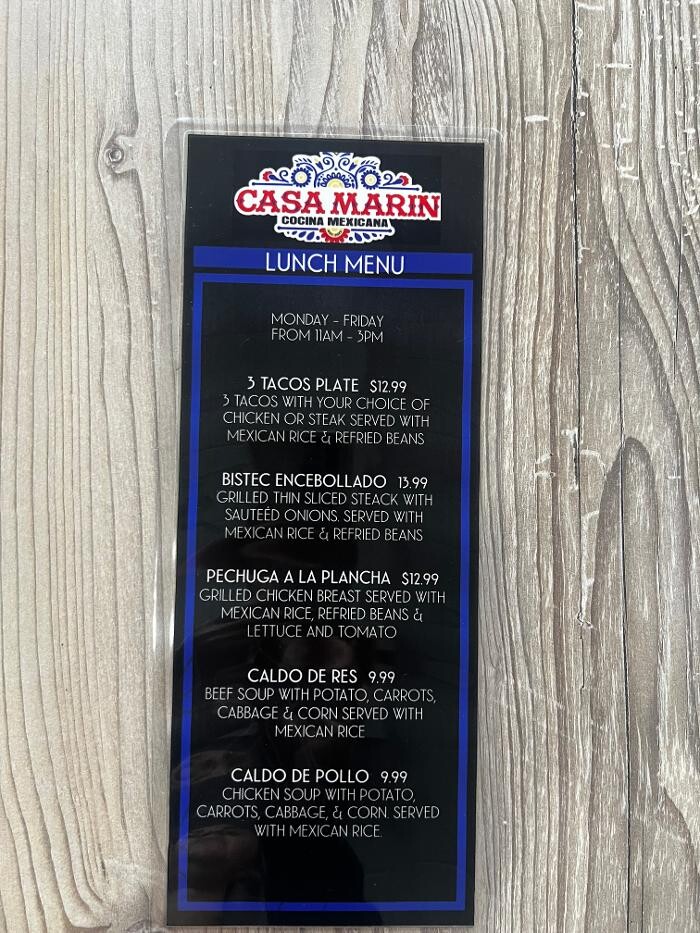 CASA MARIN
COCINA MEXICANA
LUNCH MENU
MONDAY - FRIDAY
FROM 11AM - 3PM
3 TACOS PLATE $12.99
3 TACOS WITH YOUR CHOICE OF
CHICKEN OR STEAK SERVED WITH
MEXICAN RICE & REFRIED BEANS
BISTEC ENCEBOLLADO 13.99
GRILLED THIN SLICED STEACK WITH
SAUTEÉD ONIONS. SERVED WITH
MEXICAN RICE & REFRIED BEANS
PECHUGA A LA PLANCHA $12.99
GRILLED CHICKEN BREAST SERVED WITH
MEXICAN RICE, REFRIED BEANS &
LETTUCE AND TOMATO
CALDO DE RES 9.99
BEEF SOUP WITH POTATO, CARROTS,
CABBAGE & CORN SERVED WITH
MEXICAN RICE
CALDO DE POLLO 9.99
CHICKEN SOUP WITH POTATO,
CARROTS, CABBAGE, & CORN. SERVED
WITH MEXICAN RICE.